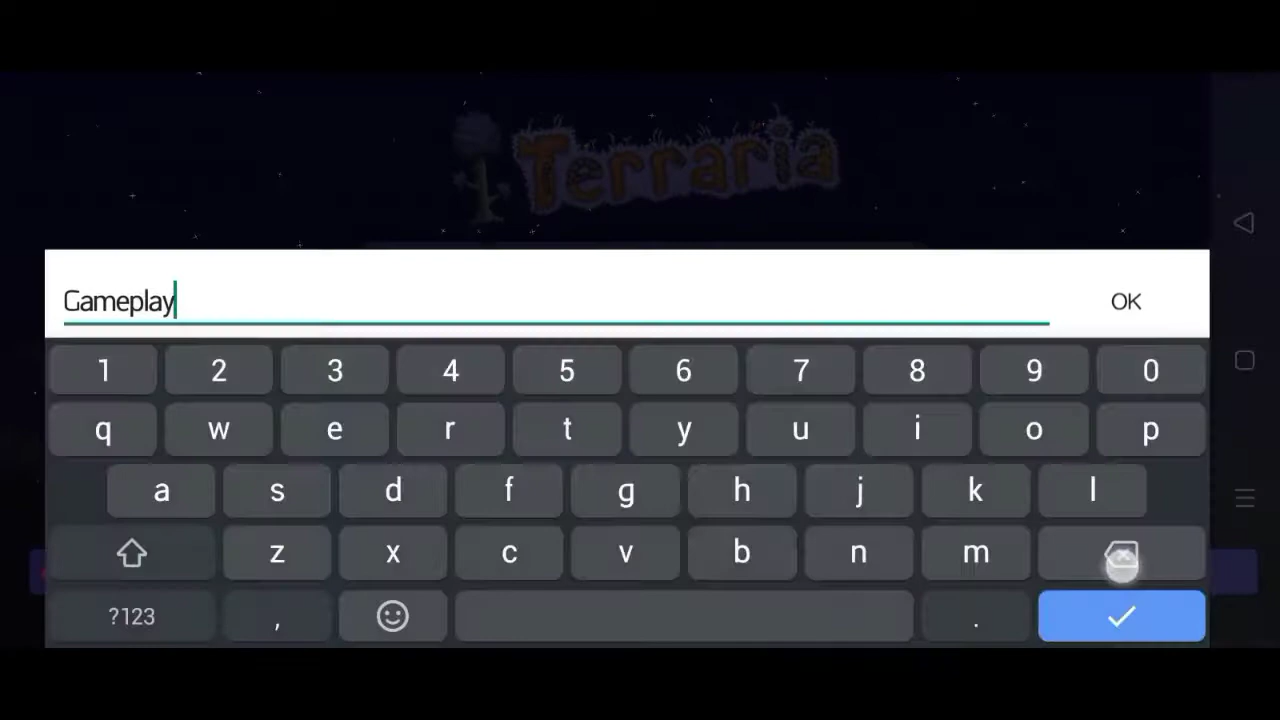 Terraria
Gameplay
OK
1 2 3 4 5 6 7 8 9 0
q w e r t y u i o p
a s d f g h j k l
z x c v b n m
?123 , .